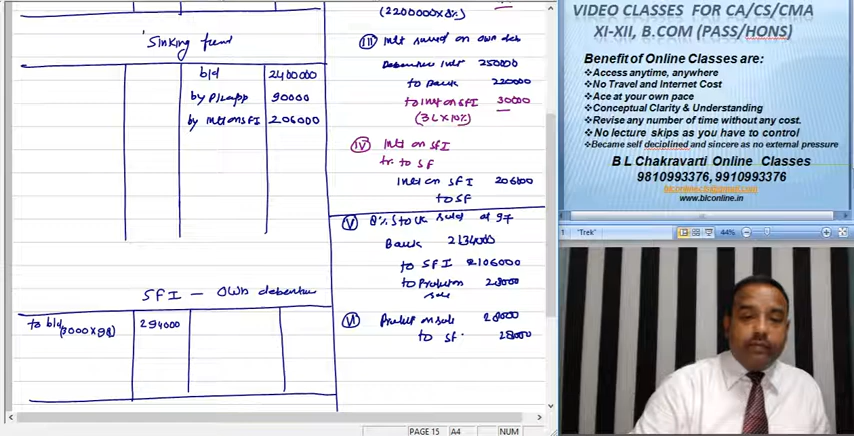 (2200000x8%)
Sinking fund
b/d 2400000
by P/L app 90000
by Intt on SFI 206000
III Intt saved on own deb
Debenture Intt 250000
to Bank 220000
to Intt on SFI 30000
(3L x 10%)
IV Intt on SFI
tr. to SF
Intt on SFI 206000
to SF
V 8% Stock sold at 97
Bank 2134000
to SFI 2106000
to Profit on sale 28000
VI Profit on sale 28000
to SF 28000
SFI - Own debenture
to b/d (3000x98) 294000
VIDEO CLASSES FOR CA/CS/CMA
XI-XII, B.COM (PASS/HONS)
Benefit of Online Classes are:
❖Access anytime, anywhere
❖No Travel and Internet Cost
❖Ace at your own pace
❖Conceptual Clarity & Understanding
❖Revise any number of time without any cost.
❖No lecture skips as you have to control
❖Became self deciplined and sincere as no external pressure
B L Chakravarti Online Classes
9810993376, 9910993376
www.blconline.in
1 "Trek" 44%
PAGE 15 A4 NUM